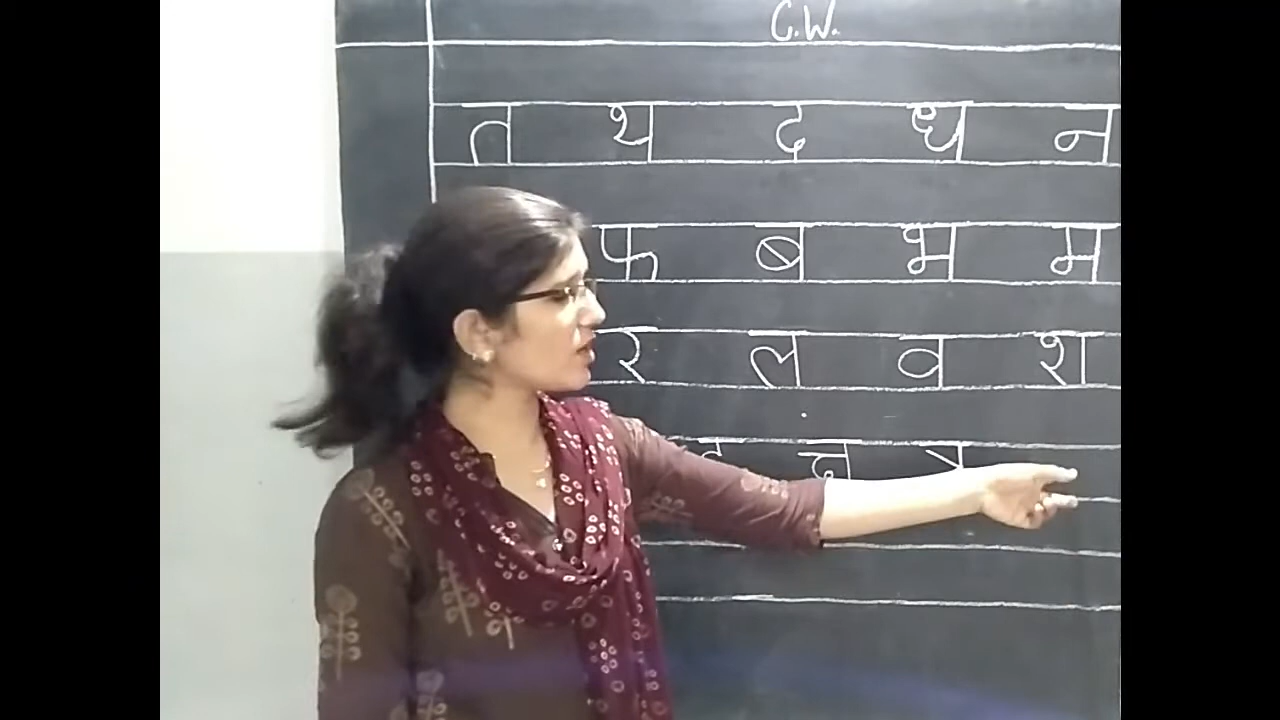 C.W.
त थ द ध न
फ ब भ म
र ल व श